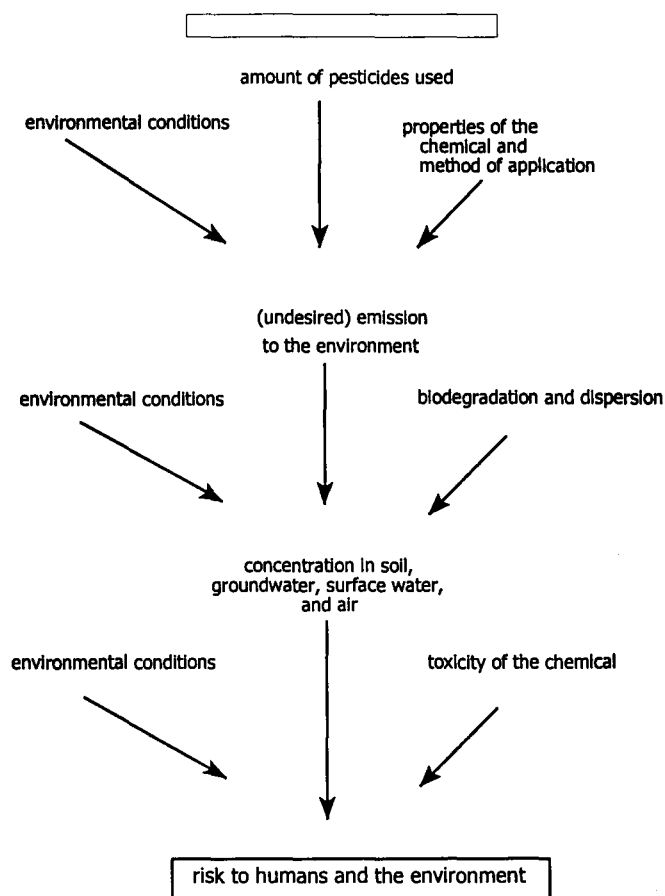 amount of pesticides used
environmental conditions
properties of the
chemical and
method of application
(undesired) emission
to the environment
environmental conditions
biodegradation and dispersion
concentration in soil,
groundwater, surface water,
and air
environmental conditions
toxicity of the chemical
risk to humans and the environment